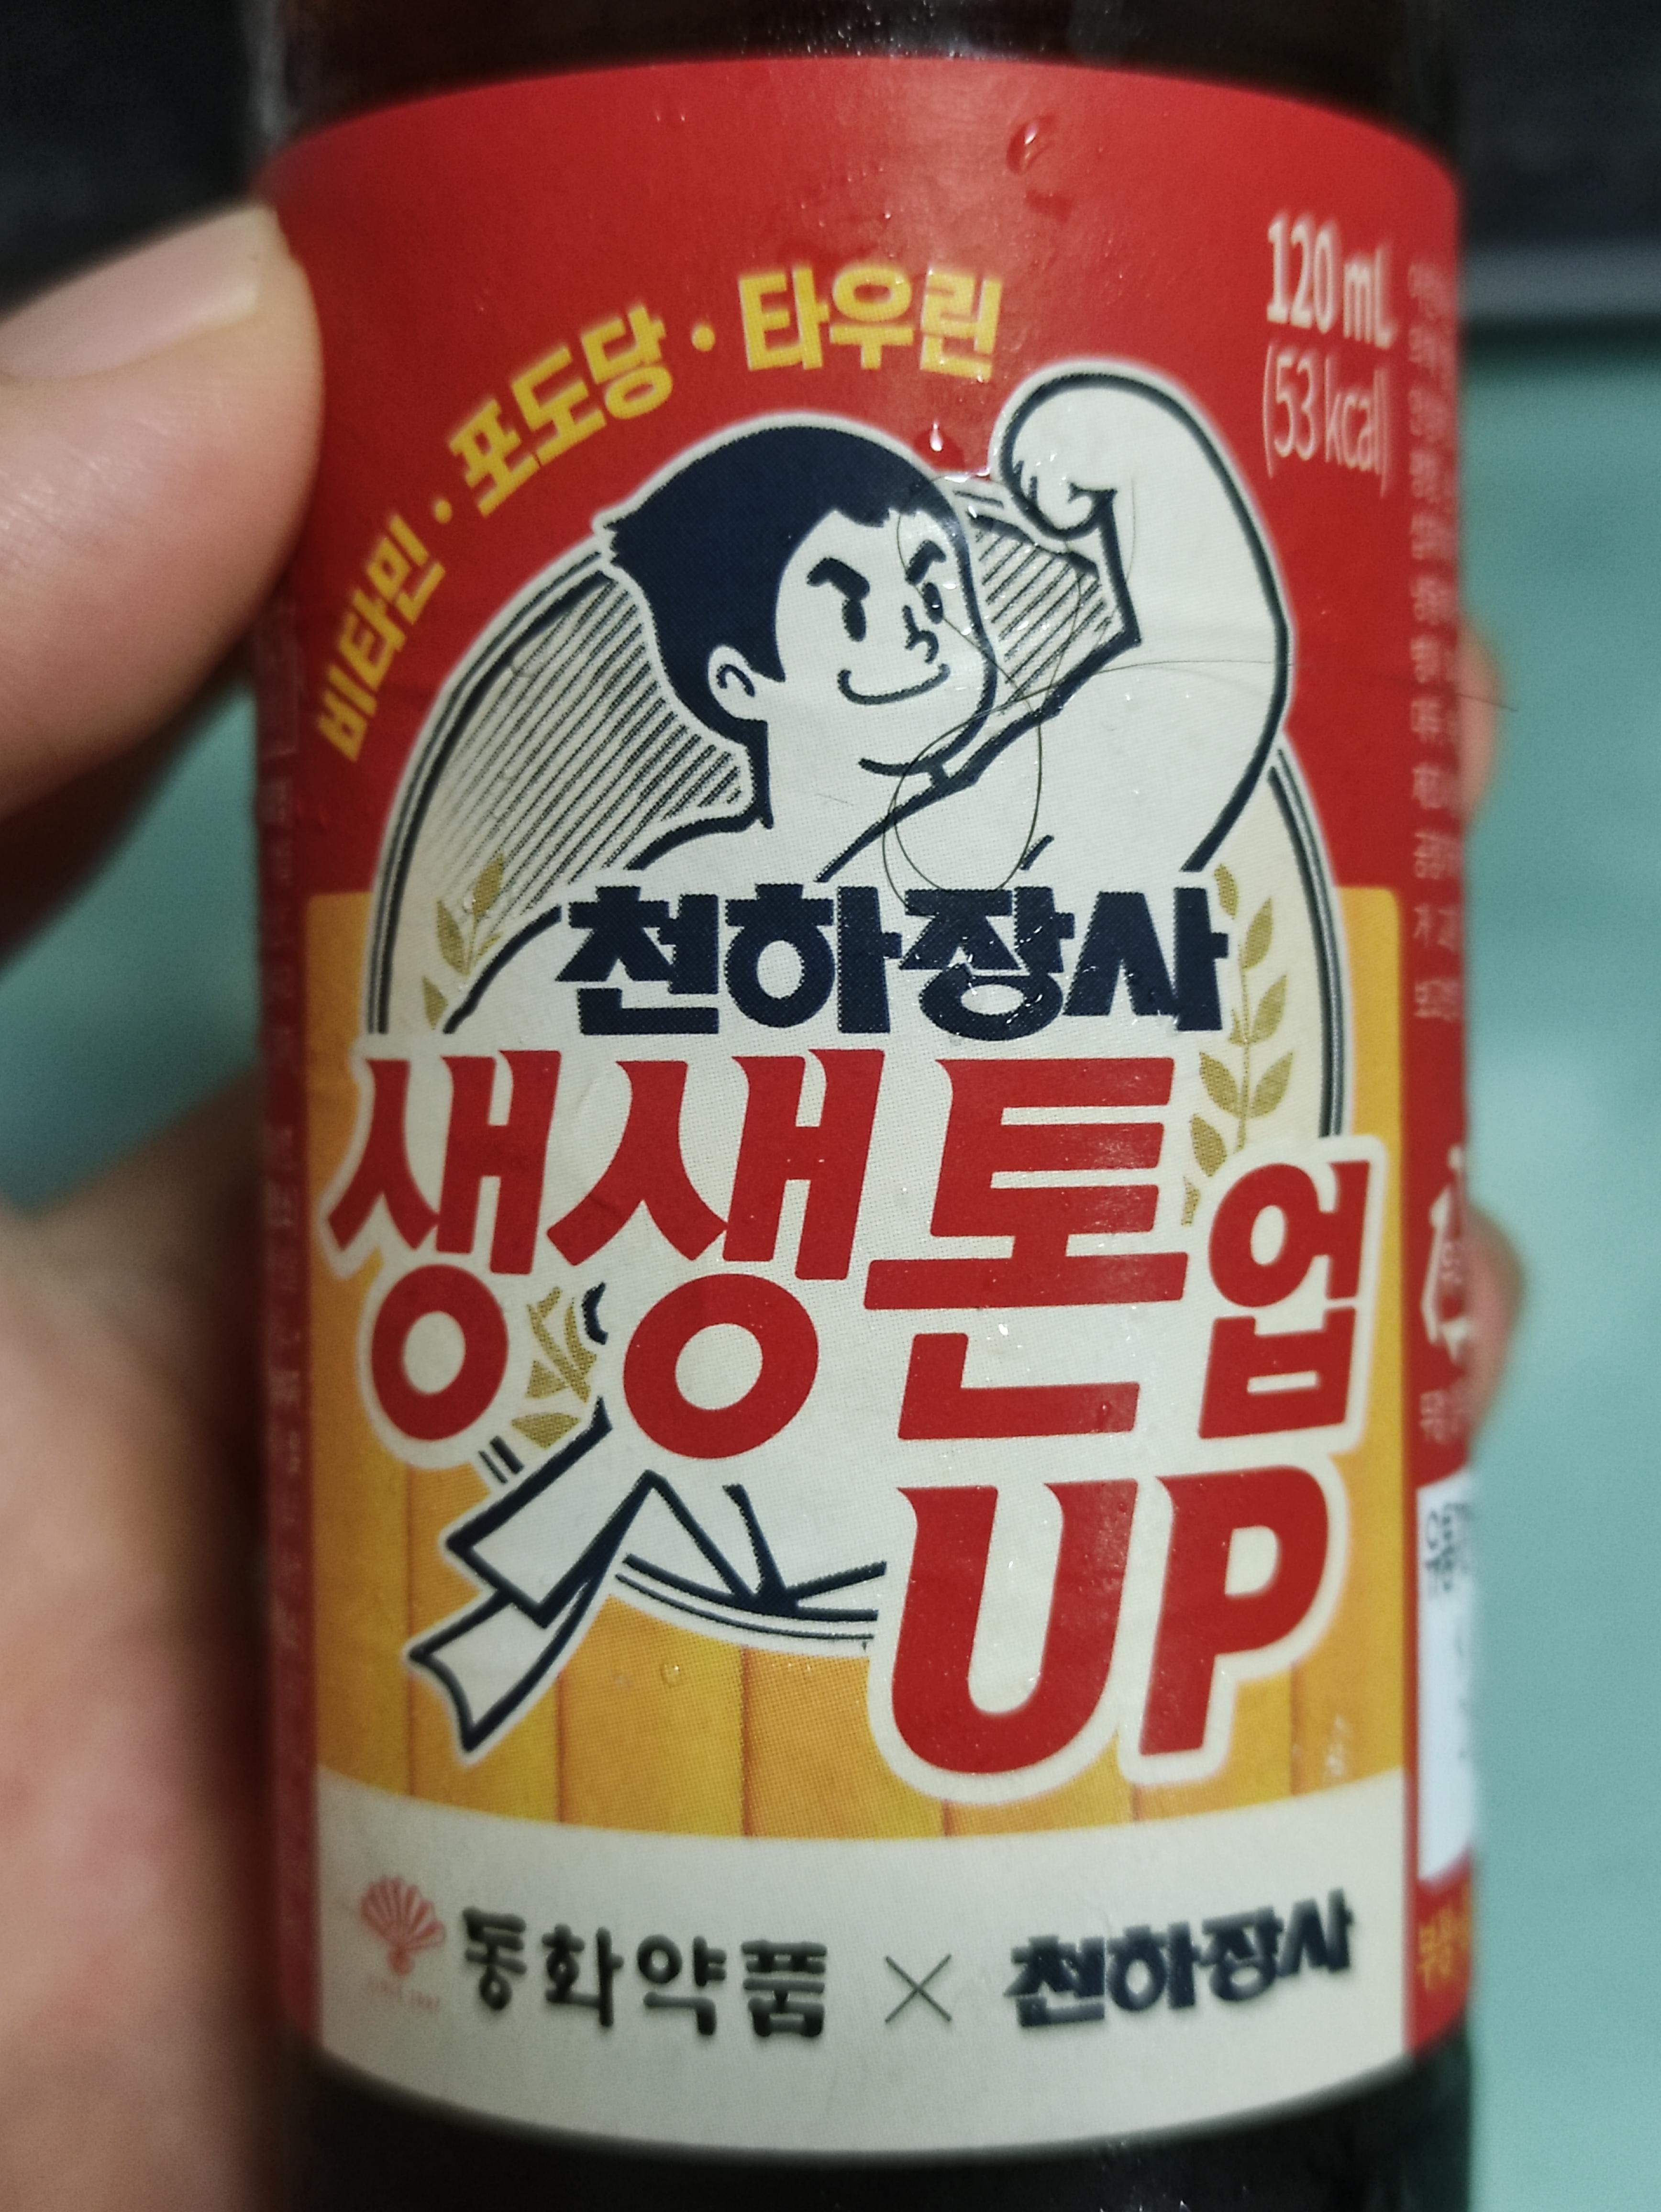 비타민·포도당·타우린
120 mL
(53 kcal)
천하장사
생생톤업
UP
동화약품 × 천하장사